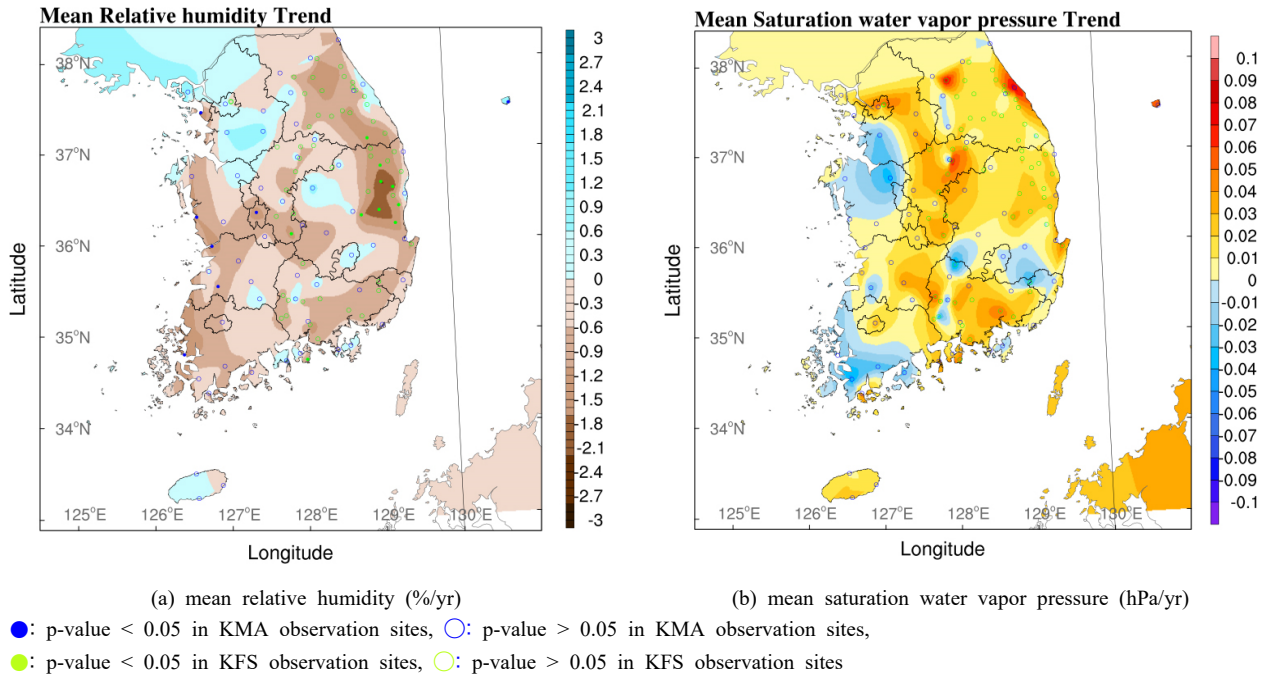 Mean Relative humidity Trend
38°N
37°N
36°N
35°N
34°N
125°E 126°E 127°E 128°E 129°E 130°E
Latitude
Longitude
3
2.7
2.4
2.1
1.8
1.5
1.2
0.9
0.6
0.3
0
-0.3
-0.6
-0.9
-1.2
-1.5
-1.8
-2.1
-2.4
-2.7
-3
Mean Saturation water vapor pressure Trend
38°N
37°N
36°N
35°N
34°N
125°E 126°E 127°E 128°E 129°E 130°E
Latitude
Longitude
0.1
0.09
0.08
0.07
0.06
0.05
0.04
0.03
0.02
0.01
0
-0.01
-0.02
-0.03
-0.04
-0.05
-0.06
-0.07
-0.08
-0.09
-0.1
(a) mean relative humidity (%/yr)
(b) mean saturation water vapor pressure (hPa/yr)
: p-value < 0.05 in KMA observation sites, : p-value > 0.05 in KMA observation sites,
: p-value < 0.05 in KFS observation sites, : p-value > 0.05 in KFS observation sites